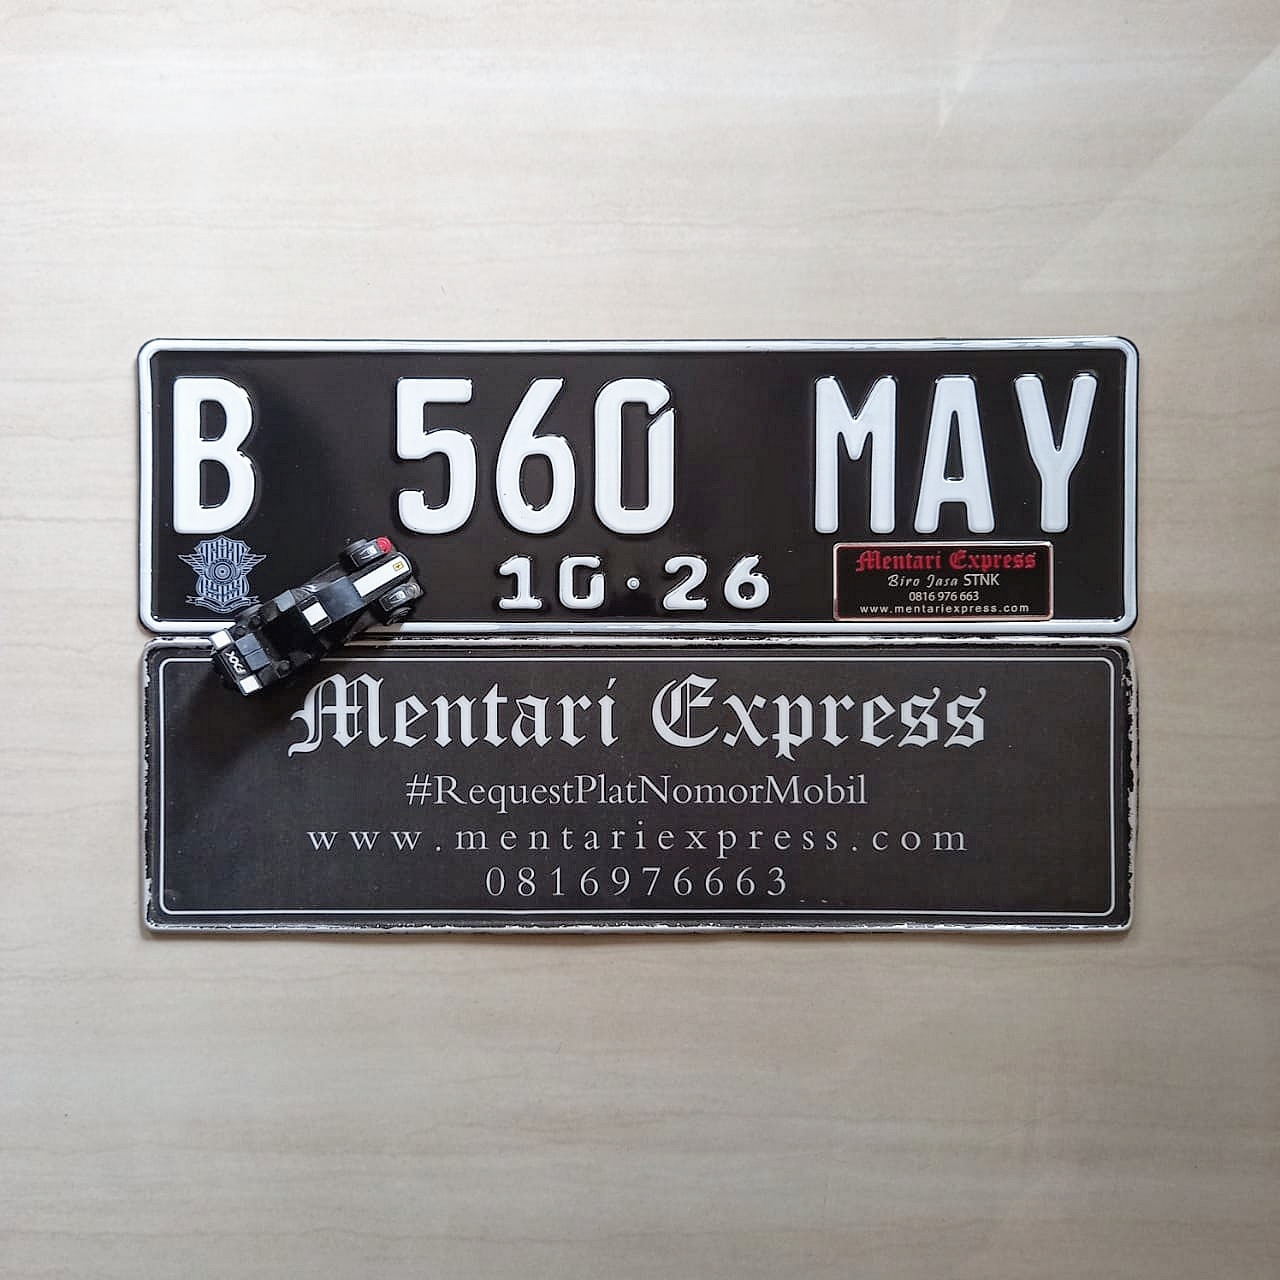 B 560 MAY
10·26
Mentari Express
Biro Jasa STNK
0816 976 663
www.mentariexpress.com
FXX
Mentari Express
#RequestPlatNomorMobil
www.mentariexpress.com
0816976663